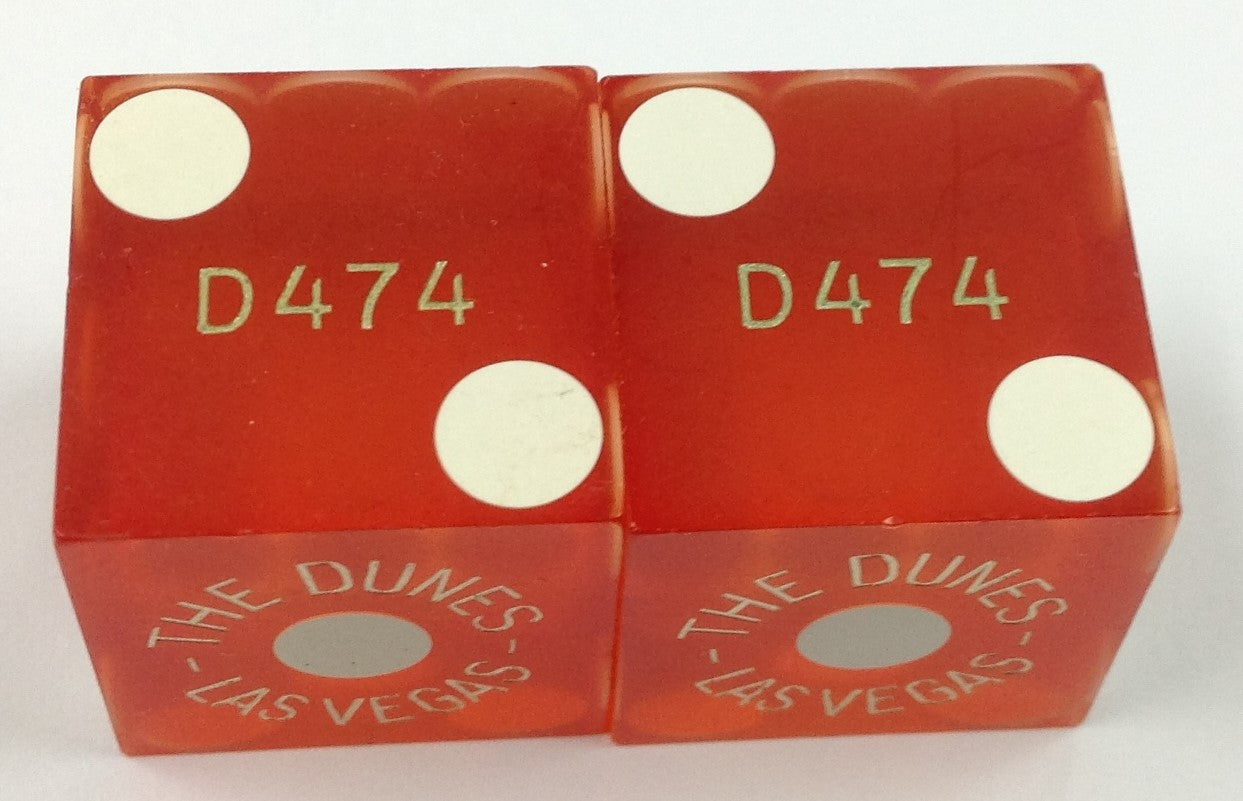 D474
D474
THE DUNES
- LAS VEGAS -
THE DUNES
- LAS VEGAS -